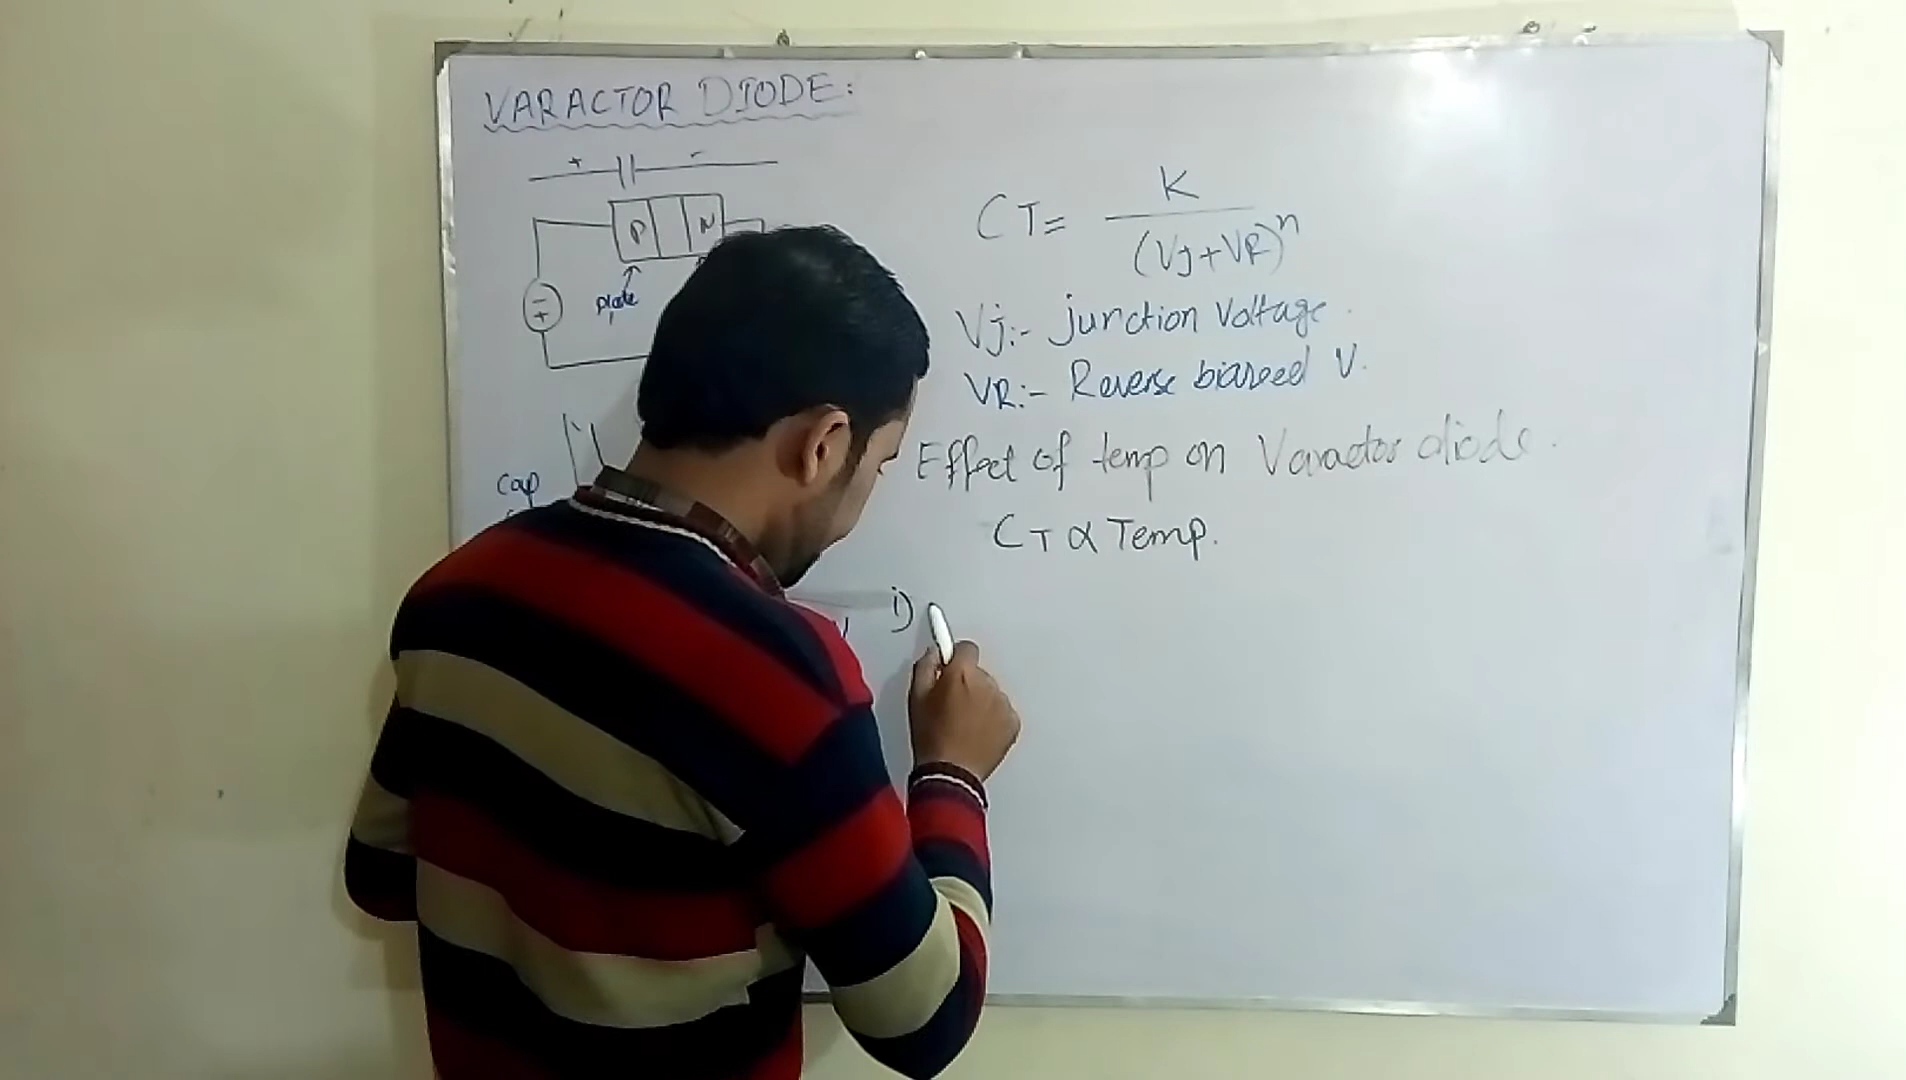 VARACTOR DIODE:
+ -
P N
plate
- +
Cap
CT = K / (Vj+VR)^n
Vj:- junction Voltage.
VR:- Reverse biaseed V.
Effect of temp on Varactor diode.
CT α Temp.
i)